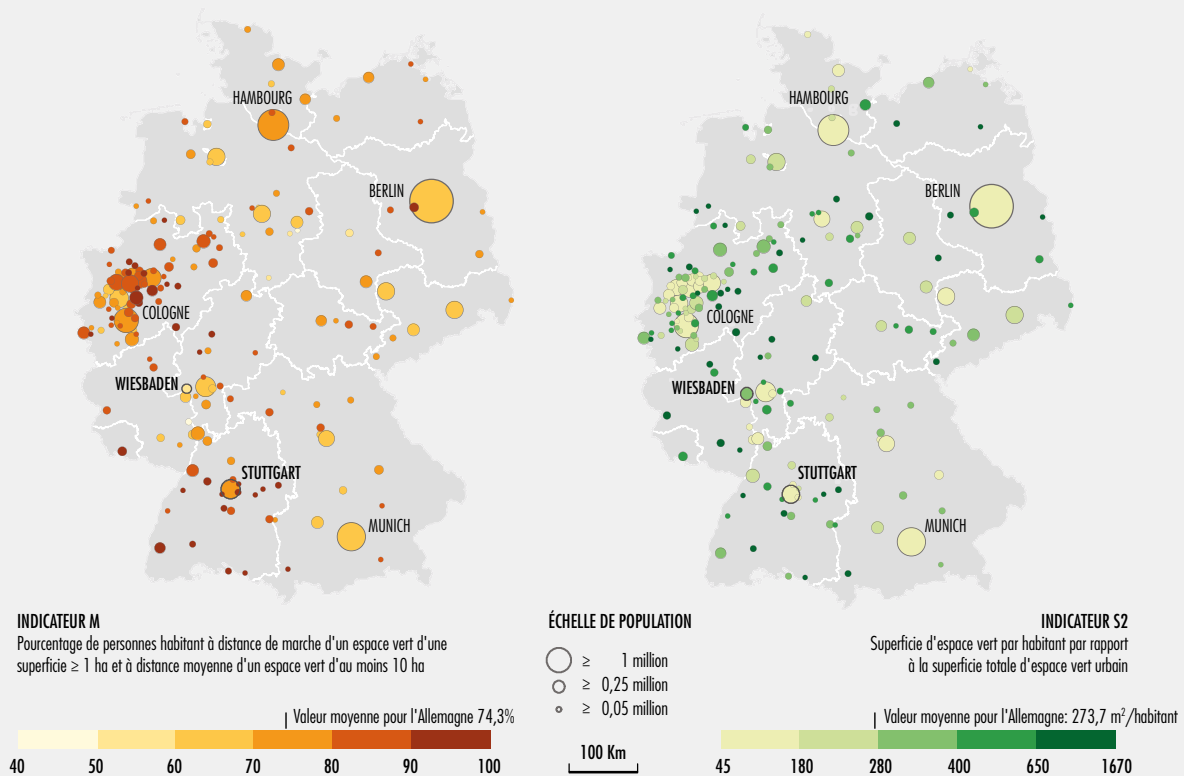 HAMBOURG
BERLIN
COLOGNE
WIESBADEN
STUTTGART
MUNICH
HAMBOURG
BERLIN
COLOGNE
WIESBADEN
STUTTGART
MUNICH
INDICATEUR M
Pourcentage de personnes habitant à distance de marche d'un espace vert d'une
superficie ≥ 1 ha et à distance moyenne d'un espace vert d'au moins 10 ha
Valeur moyenne pour l'Allemagne 74,3%
40 50 60 70 80 90 100
ÉCHELLE DE POPULATION
≥ 1 million
≥ 0,25 million
≥ 0,05 million
100 Km
INDICATEUR S2
Superficie d'espace vert par habitant par rapport
à la superficie totale d'espace vert urbain
Valeur moyenne pour l'Allemagne: 273,7 m²/habitant
45 180 280 400 650 1670